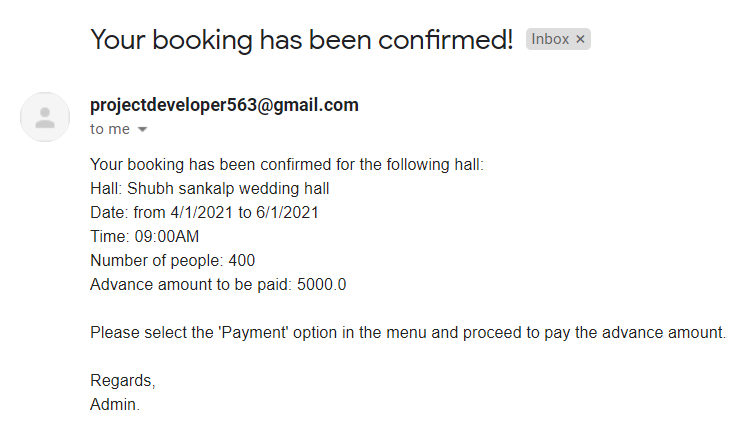 Your booking has been confirmed! Inbox ×
projectdeveloper563@gmail.com
to me
Your booking has been confirmed for the following hall:
Hall: Shubh sankalp wedding hall
Date: from 4/1/2021 to 6/1/2021
Time: 09:00AM
Number of people: 400
Advance amount to be paid: 5000.0
Please select the 'Payment' option in the menu and proceed to pay the advance amount.
Regards,
Admin.